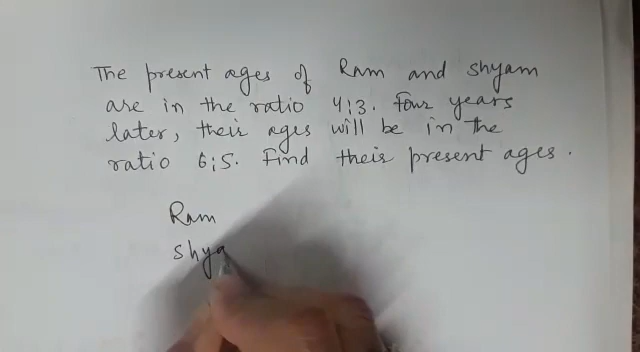 The present ages of Ram and Shyam
are in the ratio 4:3. Four years
later, their ages will be in the
ratio 6:5. Find their present ages.
Ram
Shya